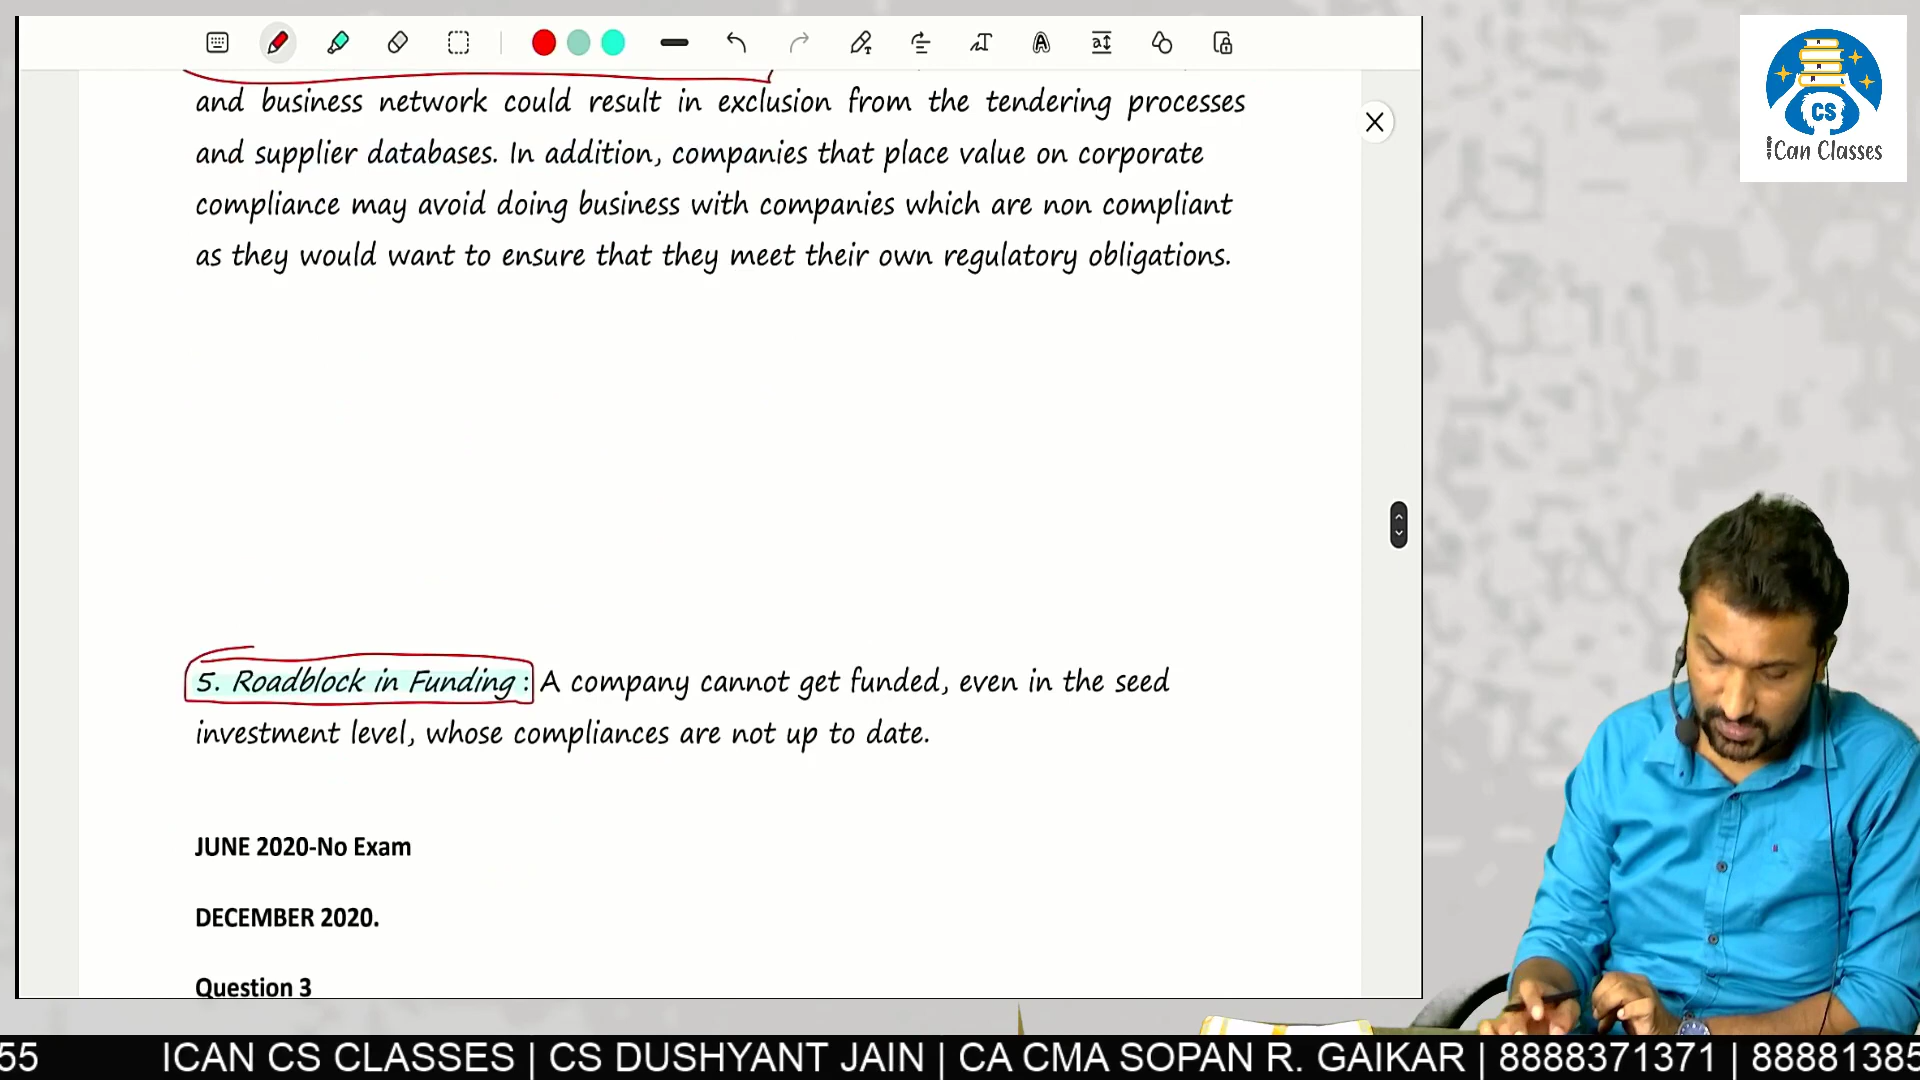 and business network could result in exclusion from the tendering processes
and supplier databases. In addition, companies that place value on corporate
compliance may avoid doing business with companies which are non compliant
as they would want to ensure that they meet their own regulatory obligations.
5. Roadblock in Funding : A company cannot get funded, even in the seed
investment level, whose compliances are not up to date.
JUNE 2020-No Exam
DECEMBER 2020.
Question 3
CS
iCan Classes
55 ICAN CS CLASSES | CS DUSHYANT JAIN | CA CMA SOPAN R. GAIKAR | 8888371371 | 88881385